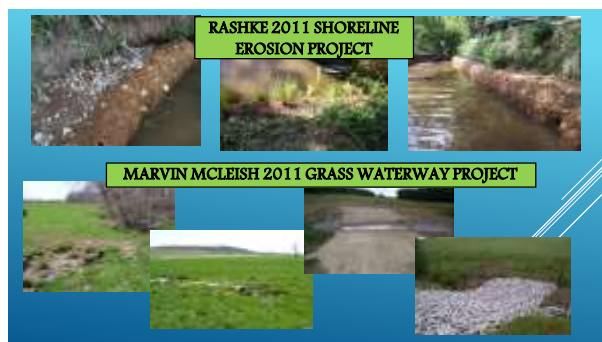 RASHKE 2011 SHORELINE
EROSION PROJECT
MARVIN MCLEISH 2011 GRASS WATERWAY PROJECT